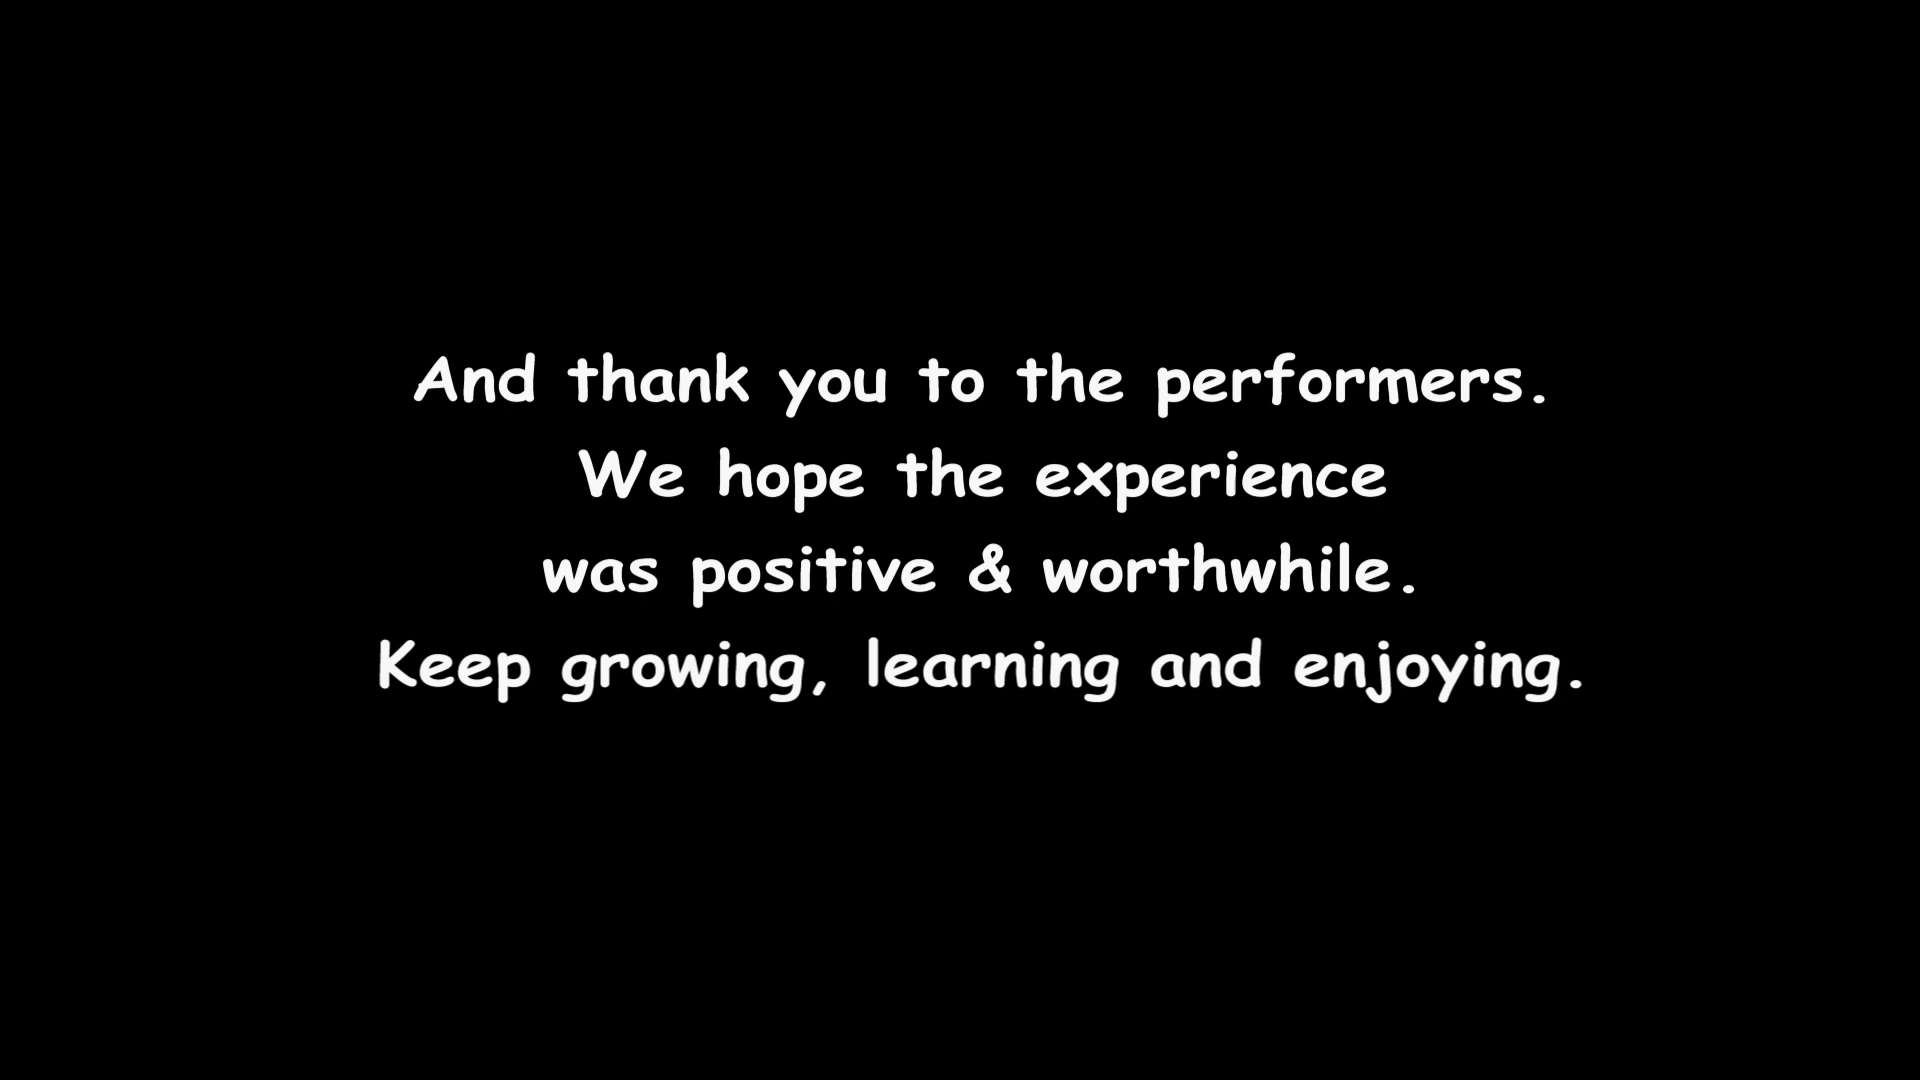 And thank you to the performers.
We hope the experience
was positive & worthwhile.
Keep growing, learning and enjoying.